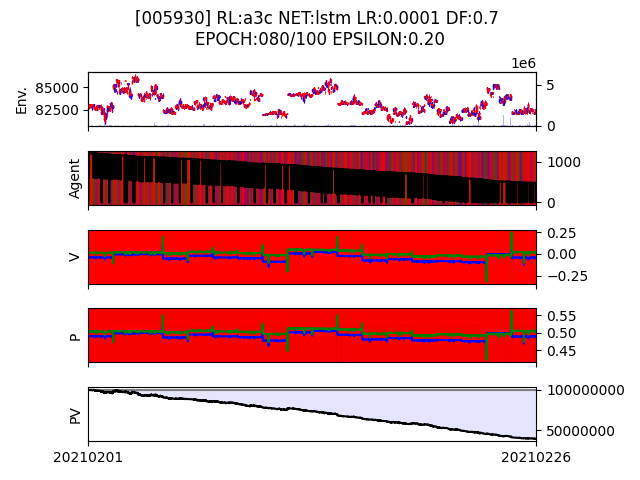 [005930] RL:a3c NET:lstm LR:0.0001 DF:0.7
EPOCH:080/100 EPSILON:0.20
1e6
Env.
85000
82500
5
0
Agent
1000
0
V
0.25
0.00
−0.25
P
0.55
0.50
0.45
PV
100000000
50000000
20210201
20210226